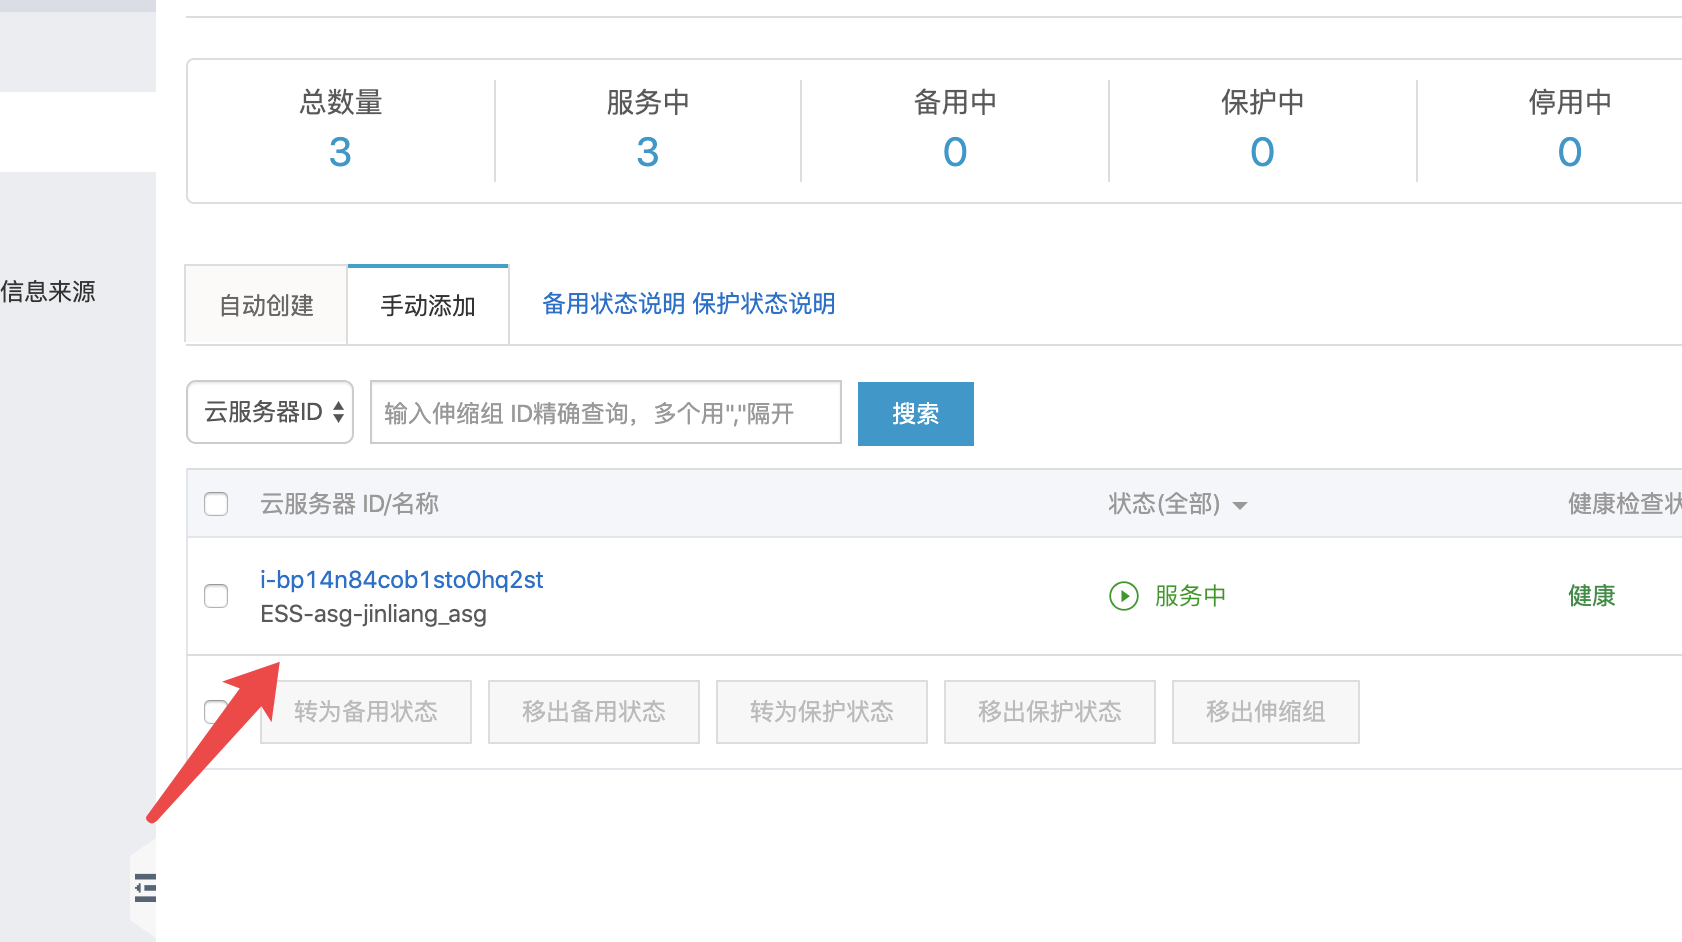 总数量
3
服务中
3
备用中
0
保护中
0
停用中
0
信息来源
自动创建
手动添加
备用状态说明 保护状态说明
云服务器ID
输入伸缩组 ID精确查询，多个用","隔开
搜索
云服务器 ID/名称
状态(全部)
健康检查状
i-bp14n84cob1sto0hq2st
ESS-asg-jinliang_asg
服务中
健康
转为备用状态
移出备用状态
转为保护状态
移出保护状态
移出伸缩组